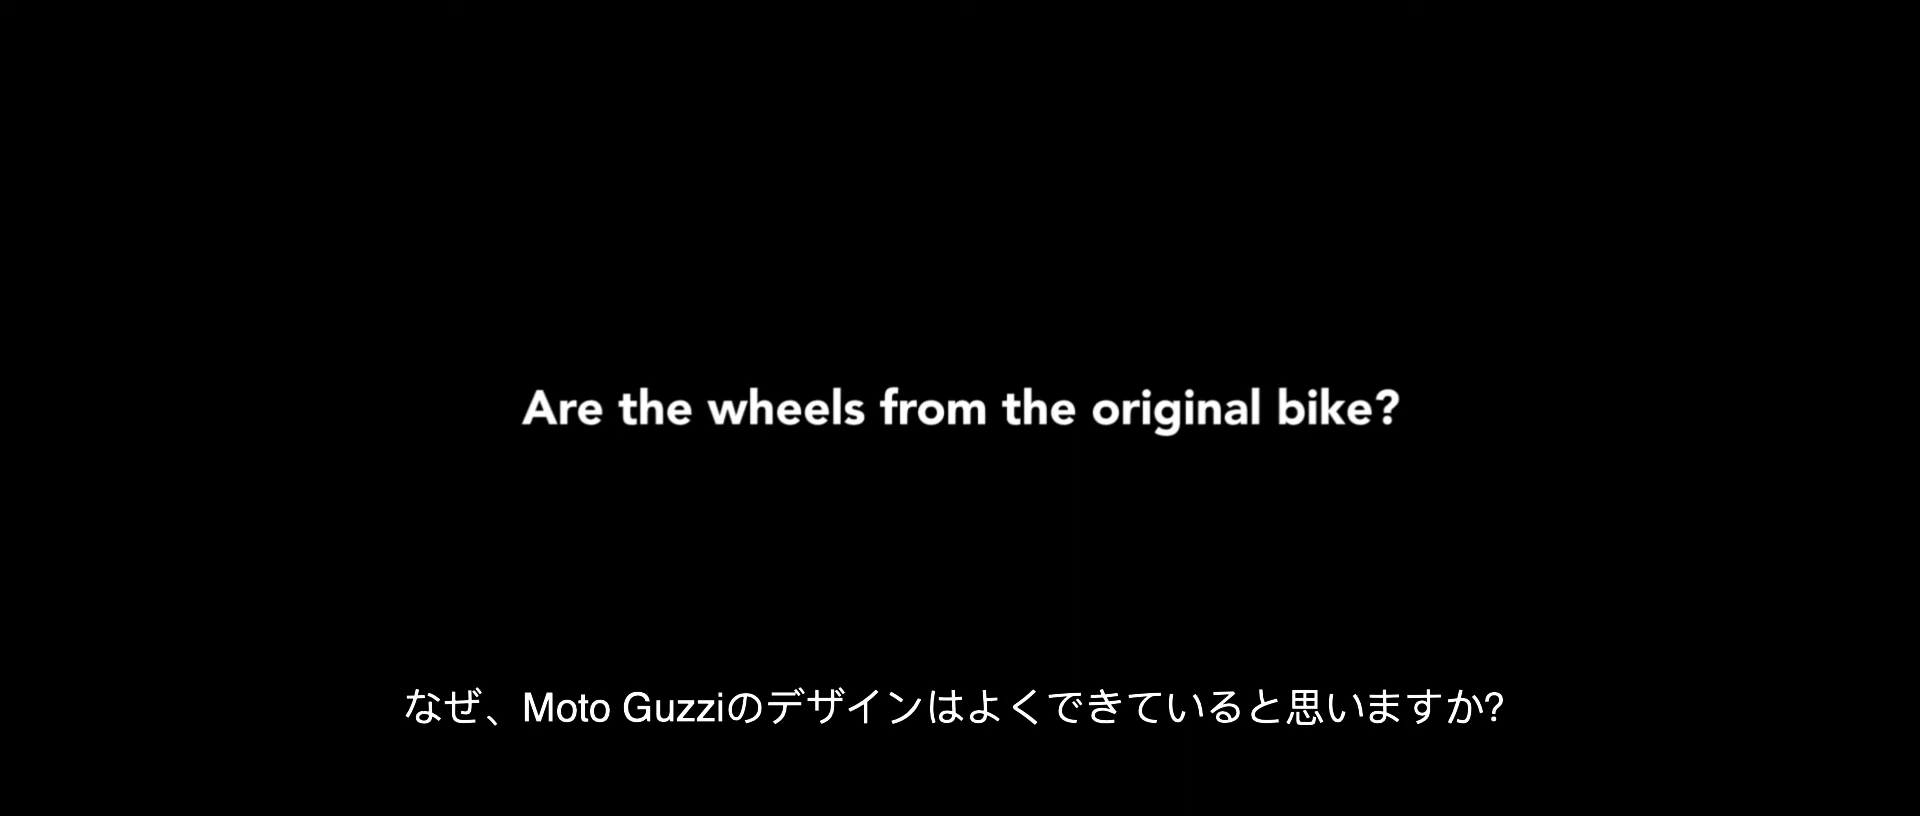 Are the wheels from the original bike?
なぜ、Moto Guzziのデザインはよくできていると思いますか?